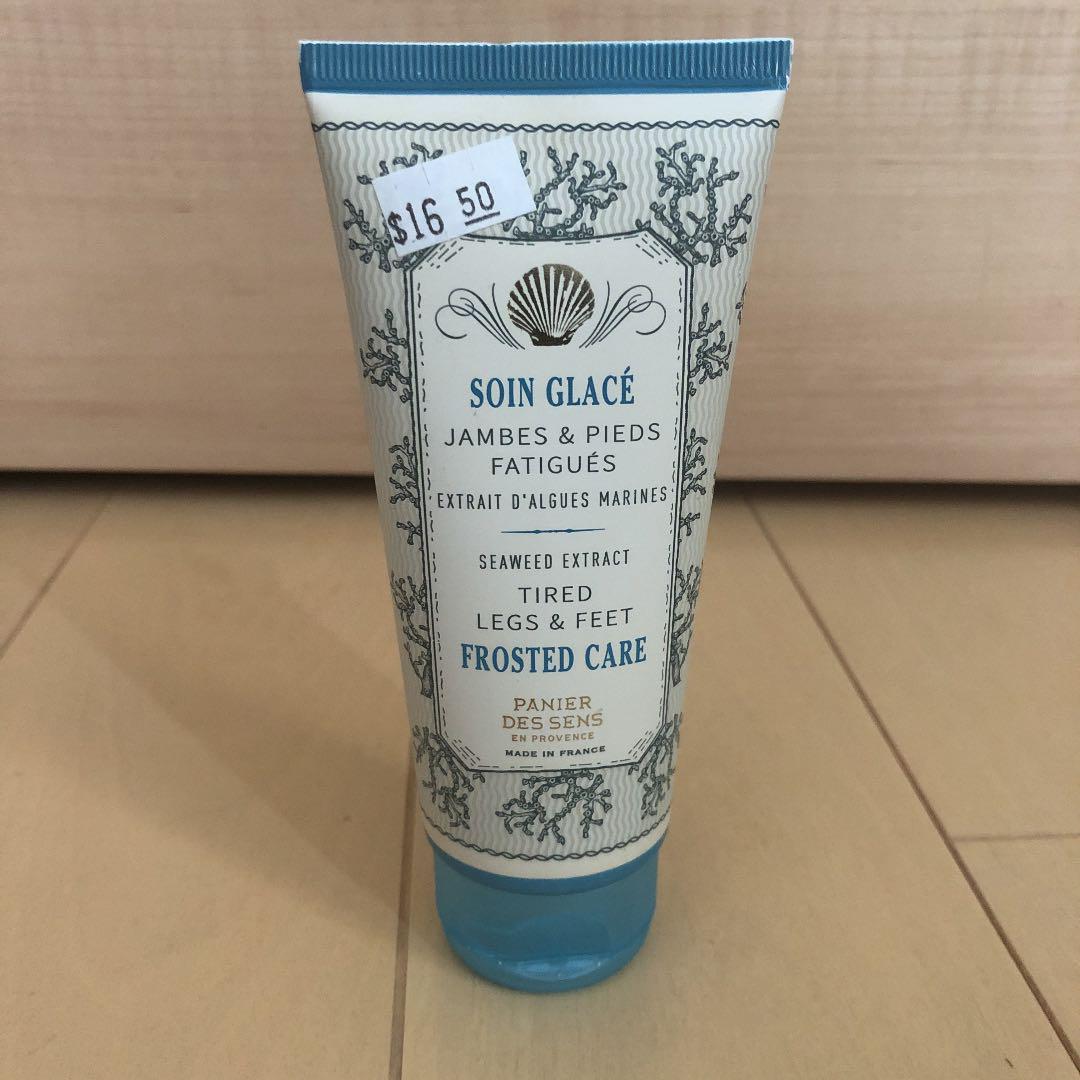 $16 50
SOIN GLACÉ
JAMBES & PIEDS
FATIGUÉS
EXTRAIT D'ALGUES MARINES
SEAWEED EXTRACT
TIRED
LEGS & FEET
FROSTED CARE
PANIER
DES SENS
EN PROVENCE
MADE IN FRANCE